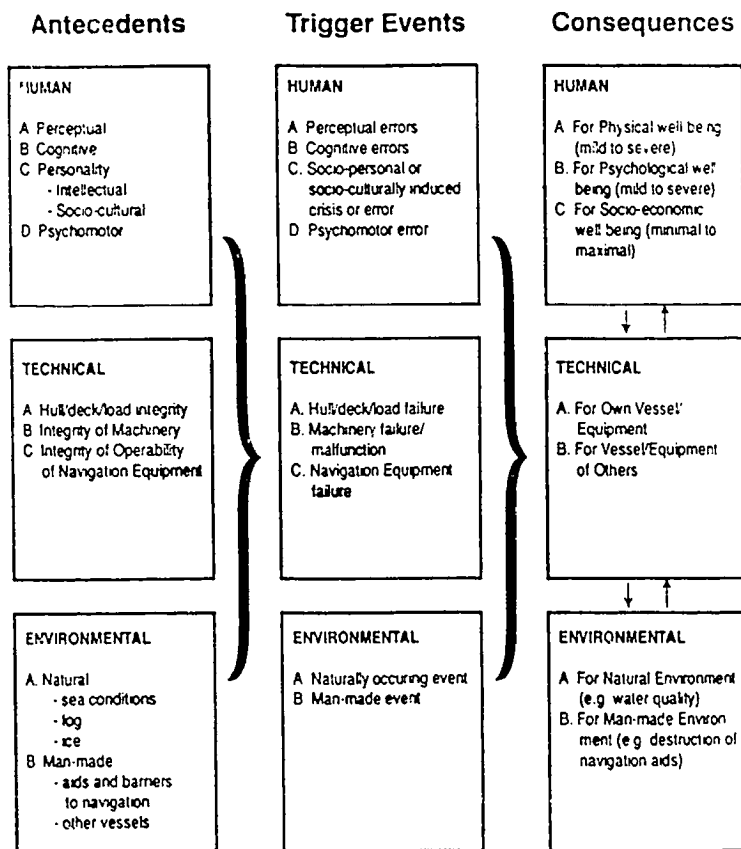 Antecedents
Trigger Events
Consequences
HUMAN
A Perceptual
B Cognitive
C Personality
- Intellectual
- Socio-cultural
D Psychomotor
HUMAN
A Perceptual errors
B Cognitive errors
C. Socio-personal or
socio-culturally induced
crisis or error
D Psychomotor error
HUMAN
A For Physical well being
(mild to severe)
B. For Psychological well
being (mild to severe)
C For Socio-economic
well being (minimal to
maximal)
TECHNICAL
A Hull/deck/load integrity
B Integrity of Machinery
C Integrity of Operability
of Navigation Equipment
TECHNICAL
A. Hull/deck/load failure
B. Machinery failure/
malfunction
C. Navigation Equipment
failure
TECHNICAL
A. For Own Vessel/
Equipment
B. For Vessel/Equipment
of Others
ENVIRONMENTAL
A. Natural
- sea conditions
- fog
- ice
B Man-made
- aids and barriers
to navigation
- other vessels
ENVIRONMENTAL
A Naturally occuring event
B Man-made event
ENVIRONMENTAL
A For Natural Environment
(e.g water quality)
B. For Man-made Environ
ment (e g destruction of
navigation aids)